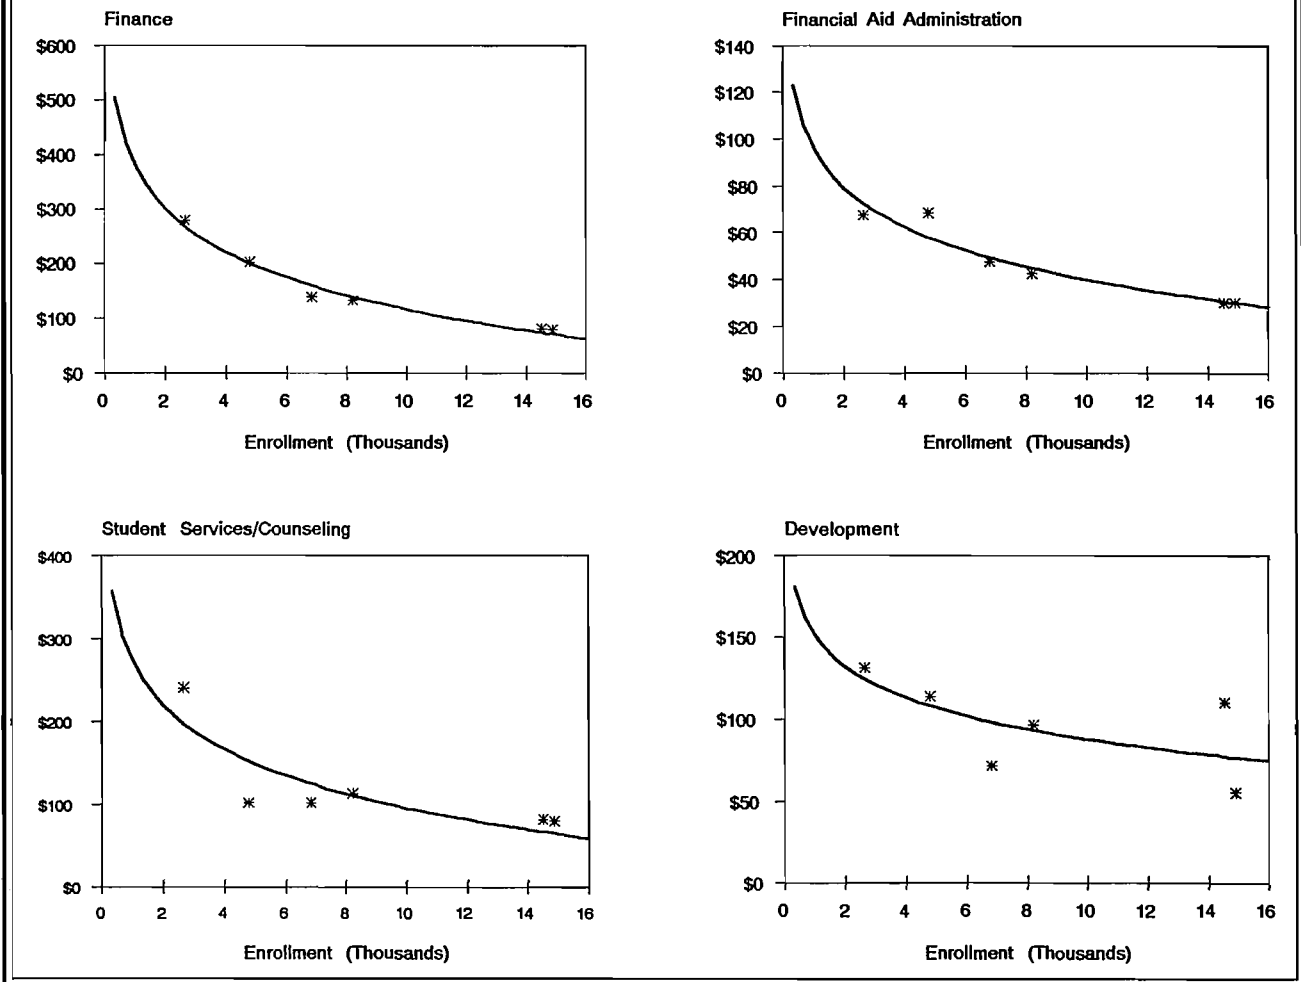 Finance
$600
$500
$400
$300
$200
$100
$0
0 2 4 6 8 10 12 14 16
Enrollment (Thousands)
Financial Aid Administration
$140
$120
$100
$80
$60
$40
$20
$0
0 2 4 6 8 10 12 14 16
Enrollment (Thousands)
Student Services/Counseling
$400
$300
$200
$100
$0
0 2 4 6 8 10 12 14 16
Enrollment (Thousands)
Development
$200
$150
$100
$50
$0
0 2 4 6 8 10 12 14 16
Enrollment (Thousands)